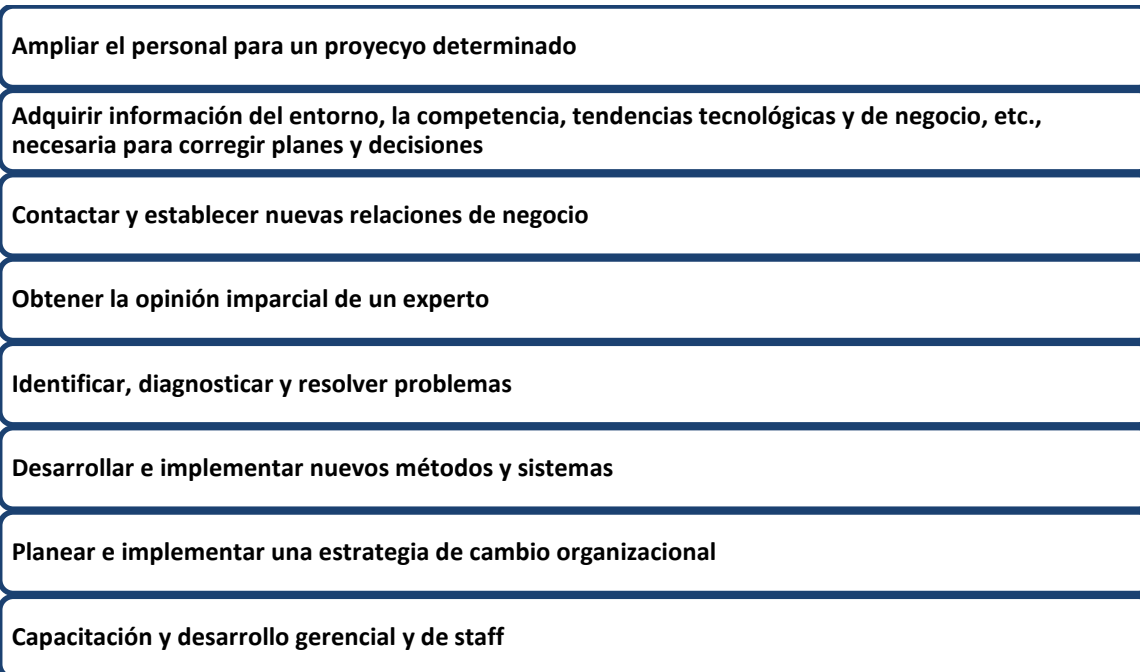 Ampliar el personal para un proyecyo determinado
Adquirir información del entorno, la competencia, tendencias tecnológicas y de negocio, etc.,
necesaria para corregir planes y decisiones
Contactar y establecer nuevas relaciones de negocio
Obtener la opinión imparcial de un experto
Identificar, diagnosticar y resolver problemas
Desarrollar e implementar nuevos métodos y sistemas
Planear e implementar una estrategia de cambio organizacional
Capacitación y desarrollo gerencial y de staff